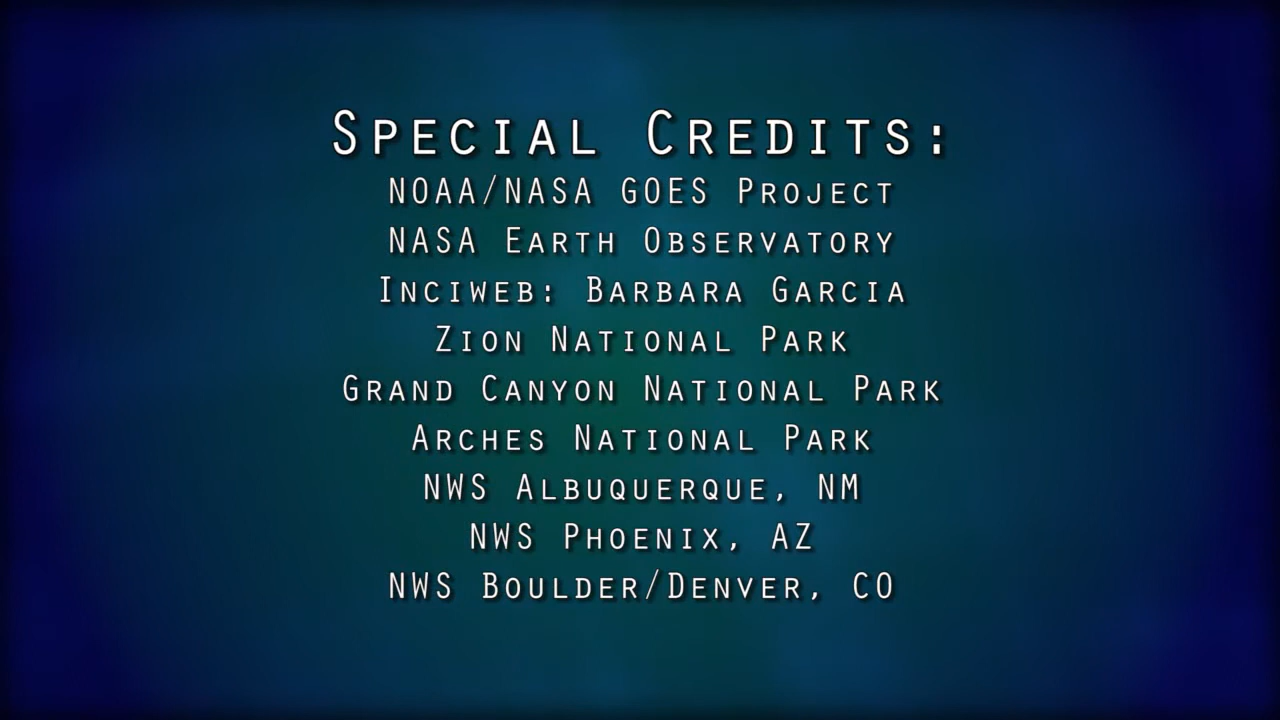 Special Credits:
NOAA/NASA GOES Project
NASA Earth Observatory
Inciweb: Barbara Garcia
Zion National Park
Grand Canyon National Park
Arches National Park
NWS Albuquerque, NM
NWS Phoenix, AZ
NWS Boulder/Denver, CO